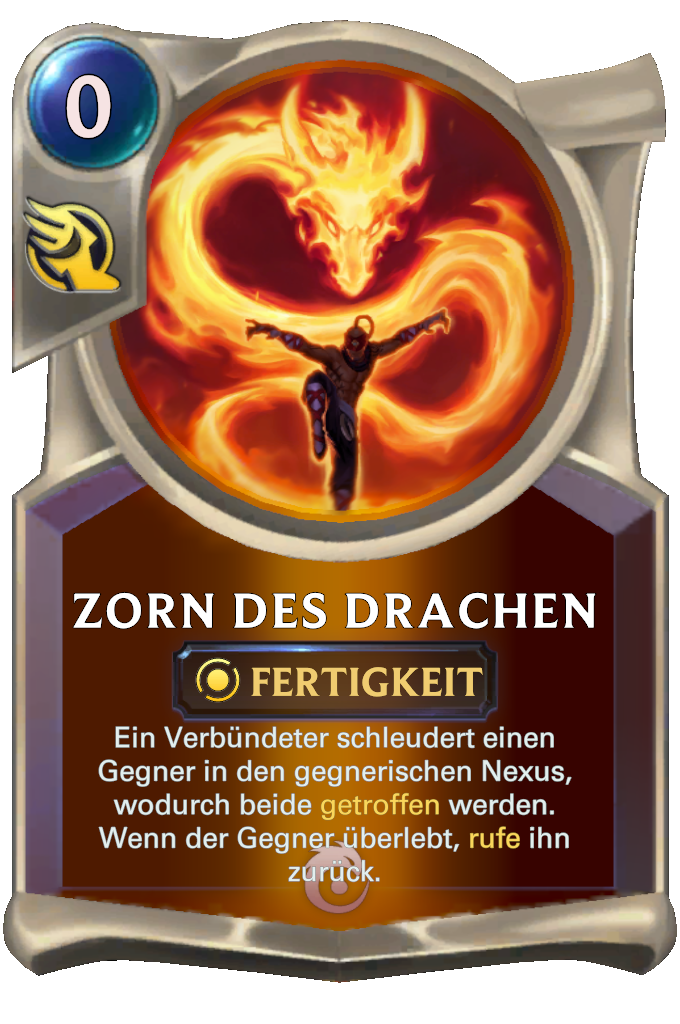 0
ZORN DES DRACHEN
FERTIGKEIT
Ein Verbündeter schleudert einen
Gegner in den gegnerischen Nexus,
wodurch beide getroffen werden.
Wenn der Gegner überlebt, rufe ihn
zurück.